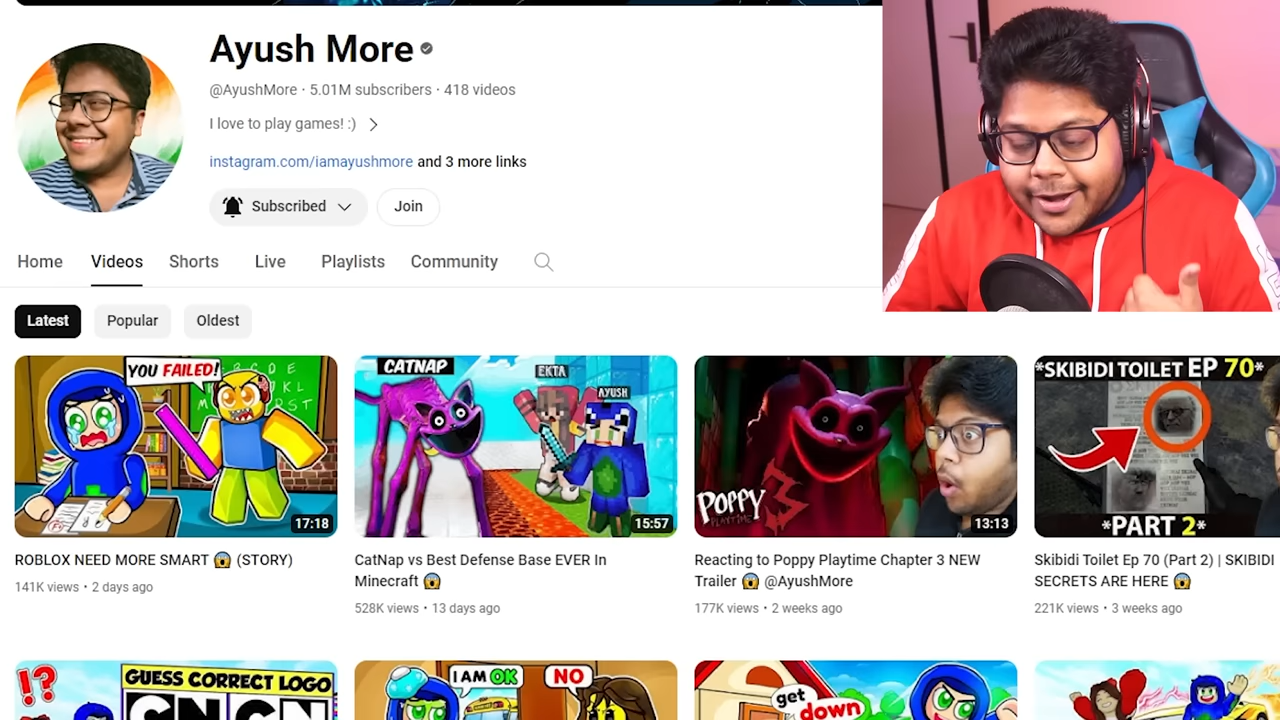 Ayush More
@AyushMore · 5.01M subscribers · 418 videos
I love to play games! :)
instagram.com/iamayushmore and 3 more links
Subscribed
Join
Home
Videos
Shorts
Live
Playlists
Community
Latest
Popular
Oldest
YOU FAILED!
17:18
CATNAP
EKTA
AYUSH
15:57
POPPY
PLAYTIME
3
13:13
*SKIBIDI TOILET EP 70*
*PART 2*
ROBLOX NEED MORE SMART 😱 (STORY)
141K views · 2 days ago
CatNap vs Best Defense Base EVER In
Minecraft 😱
528K views · 13 days ago
Reacting to Poppy Playtime Chapter 3 NEW
Trailer 😱 @AyushMore
177K views · 2 weeks ago
Skibidi Toilet Ep 70 (Part 2) | SKIBIDI
SECRETS ARE HERE 😱
221K views · 3 weeks ago
!?
GUESS CORRECT LOGO
CN CN
I AM OK
NO
get
down